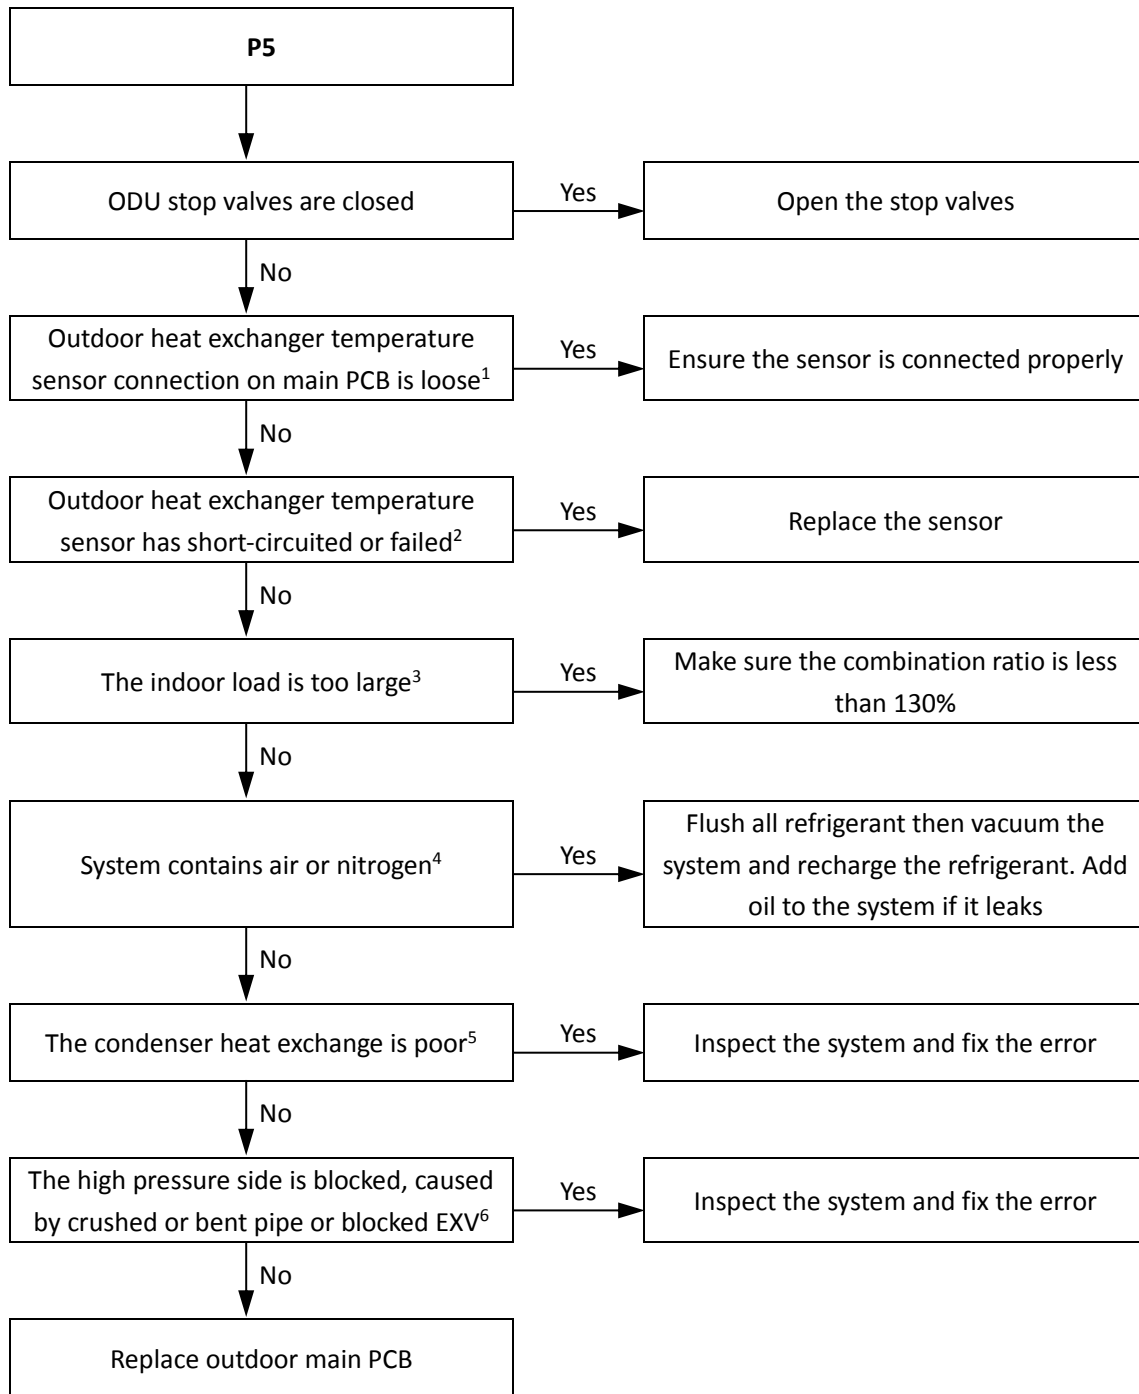 P5
ODU stop valves are closed
Yes
Open the stop valves
No
Outdoor heat exchanger temperature
sensor connection on main PCB is loose¹
Yes
Ensure the sensor is connected properly
No
Outdoor heat exchanger temperature
sensor has short-circuited or failed²
Yes
Replace the sensor
No
The indoor load is too large³
Yes
Make sure the combination ratio is less
than 130%
No
System contains air or nitrogen⁴
Yes
Flush all refrigerant then vacuum the
system and recharge the refrigerant. Add
oil to the system if it leaks
No
The condenser heat exchange is poor⁵
Yes
Inspect the system and fix the error
No
The high pressure side is blocked, caused
by crushed or bent pipe or blocked EXV⁶
Yes
Inspect the system and fix the error
No
Replace outdoor main PCB